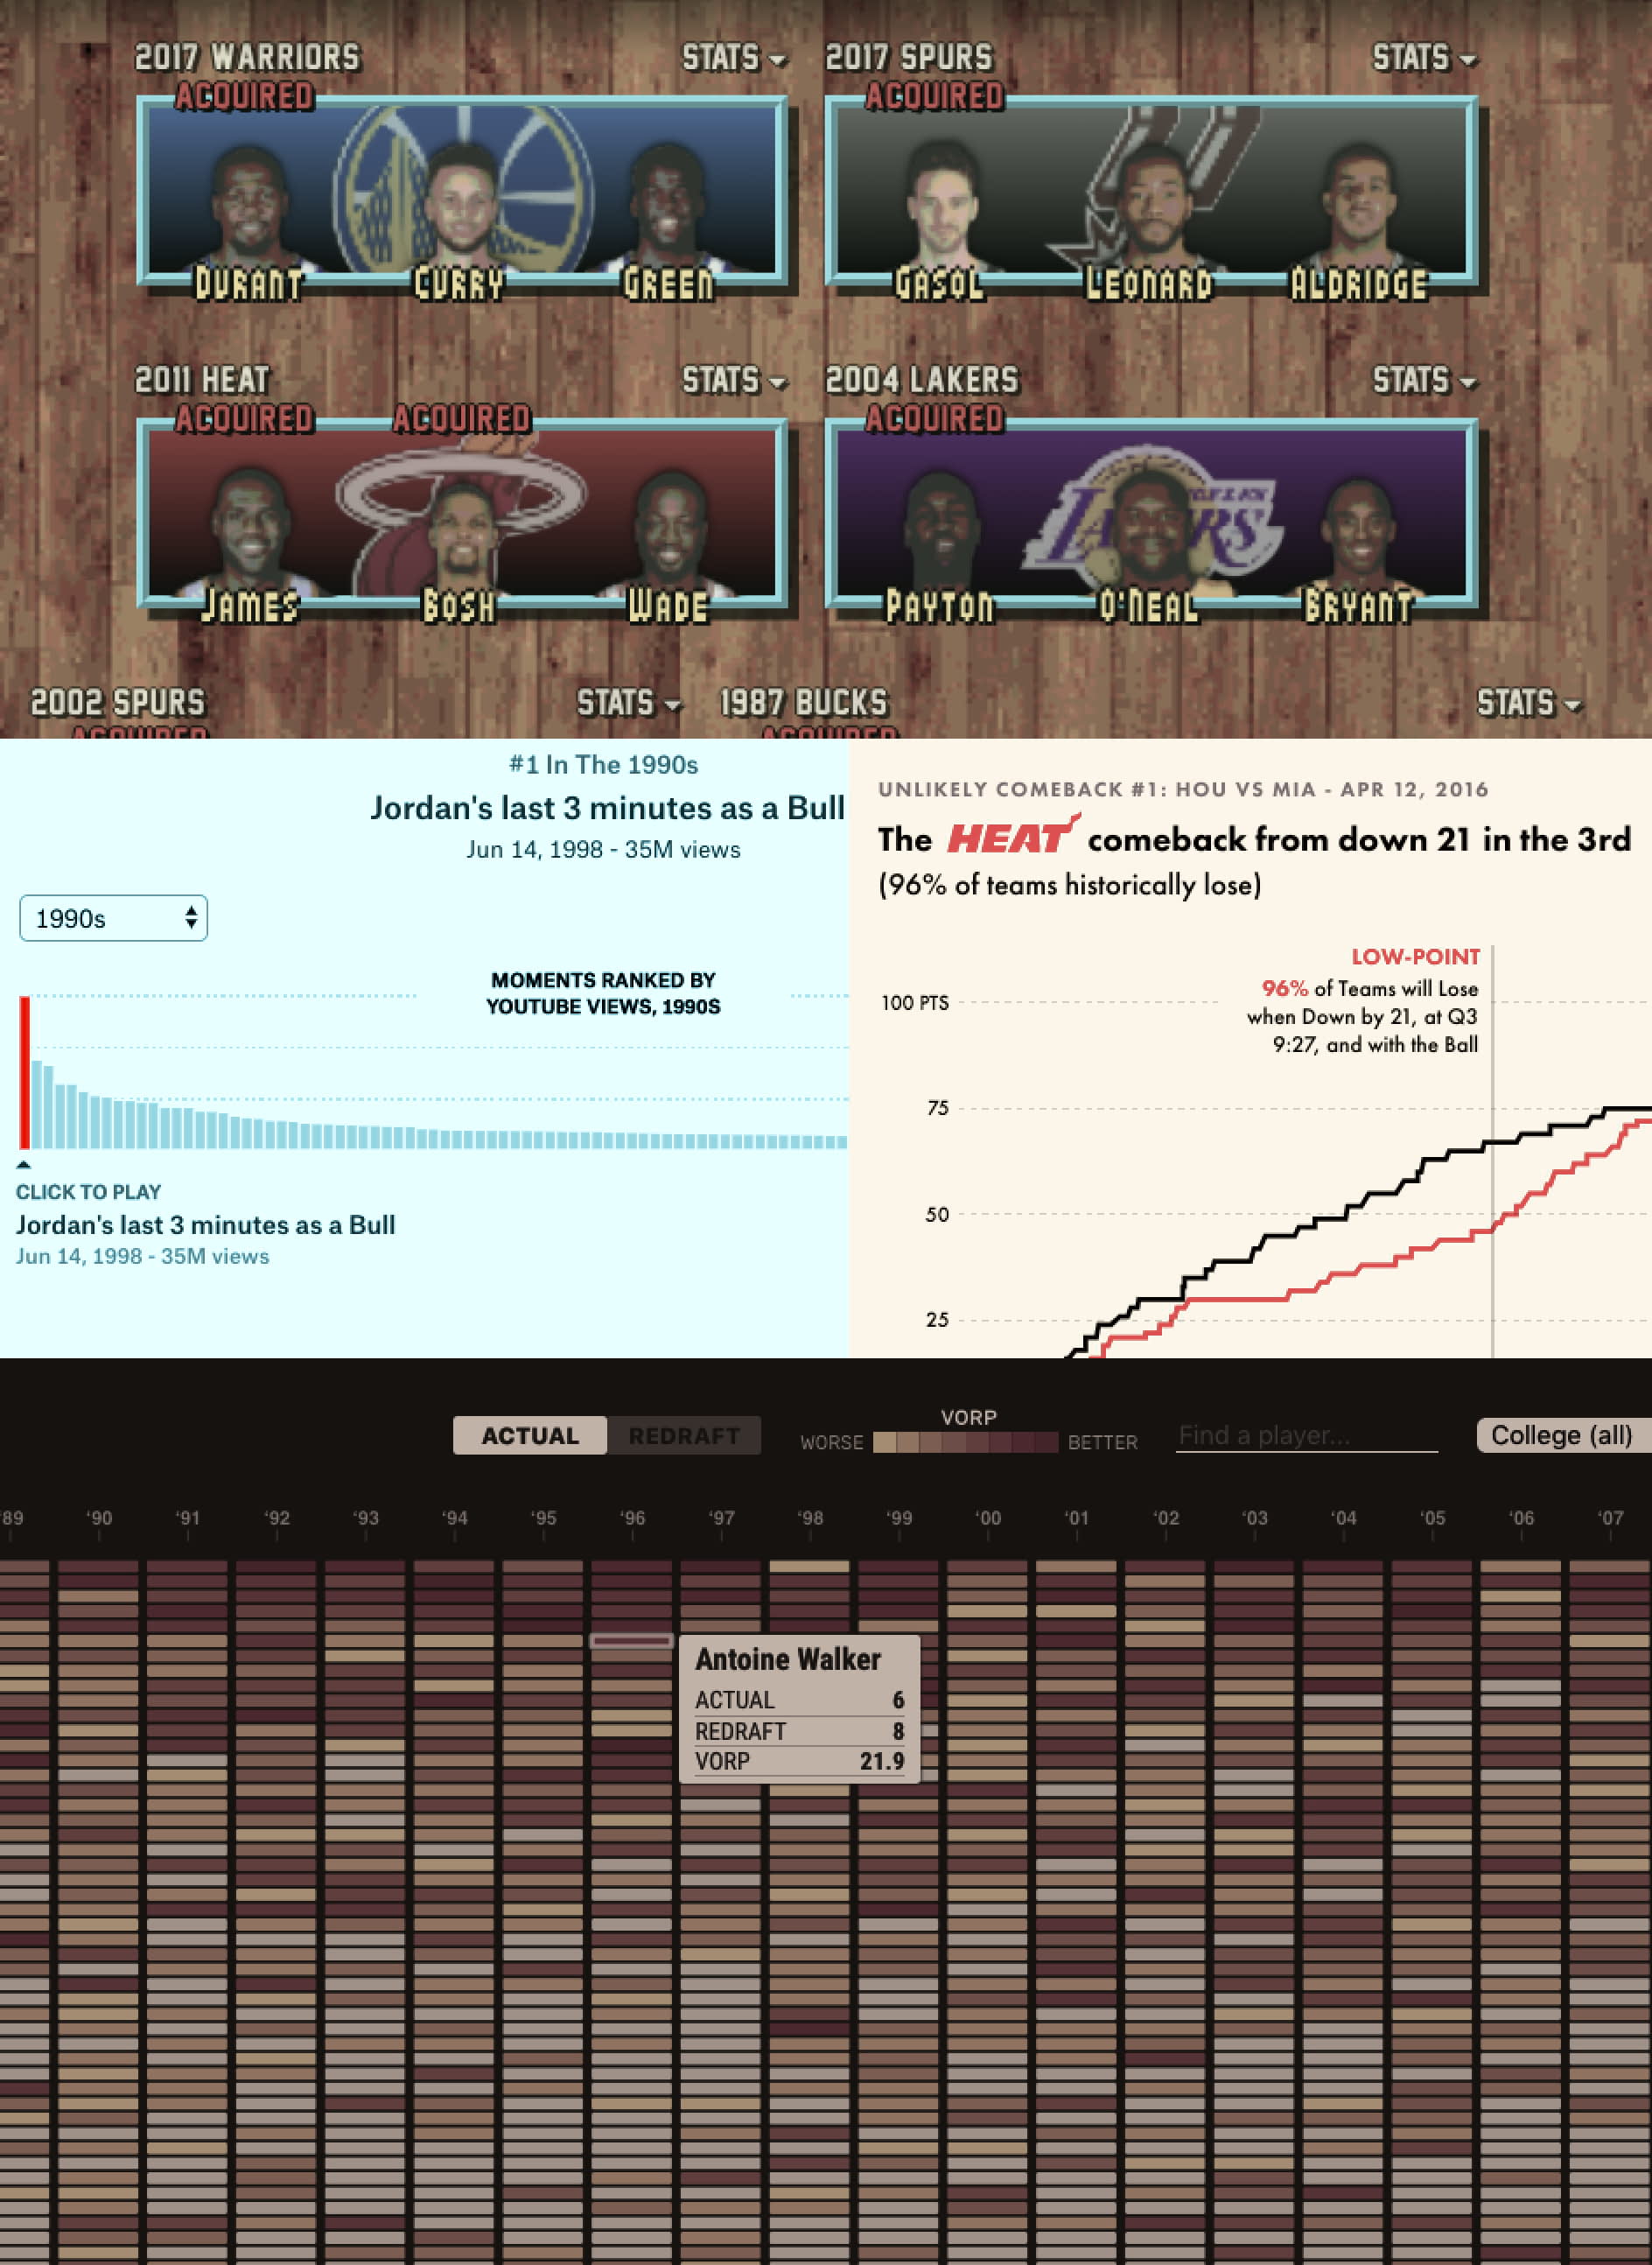 2017 WARRIORS STATS
ACQUIRED
DURANT CURRY GREEN
2017 SPURS STATS
ACQUIRED
GASOL LEONARD ALDRIDGE
2011 HEAT STATS
ACQUIRED ACQUIRED
JAMES BOSH WADE
2004 LAKERS STATS
ACQUIRED
LAKERS
PAYTON O'NEAL BRYANT
2002 SPURS STATS
ACQUIRED
1987 BUCKS STATS
ACQUIRED
#1 In The 1990s
Jordan's last 3 minutes as a Bull
Jun 14, 1998 - 35M views
1990s
MOMENTS RANKED BY
YOUTUBE VIEWS, 1990S
CLICK TO PLAY
Jordan's last 3 minutes as a Bull
Jun 14, 1998 - 35M views
UNLIKELY COMEBACK #1: HOU VS MIA - APR 12, 2016
The HEAT comeback from down 21 in the 3rd
(96% of teams historically lose)
LOW-POINT
96% of Teams will Lose
when Down by 21, at Q3
9:27, and with the Ball
100 PTS
75
50
25
ACTUAL REDRAFT
VORP
WORSE BETTER
Find a player...
College (all)
'89 '90 '91 '92 '93 '94 '95 '96 '97 '98 '99 '00 '01 '02 '03 '04 '05 '06 '07
Antoine Walker
ACTUAL 6
REDRAFT 8
VORP 21.9